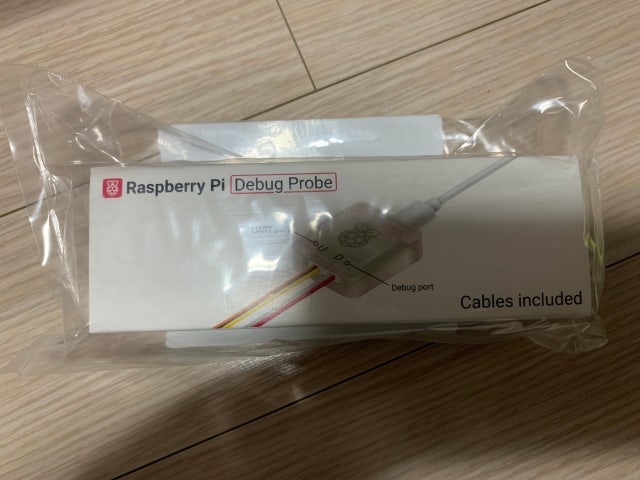 Raspberry Pi Debug Probe
UART port
U D
Debug port
Cables included